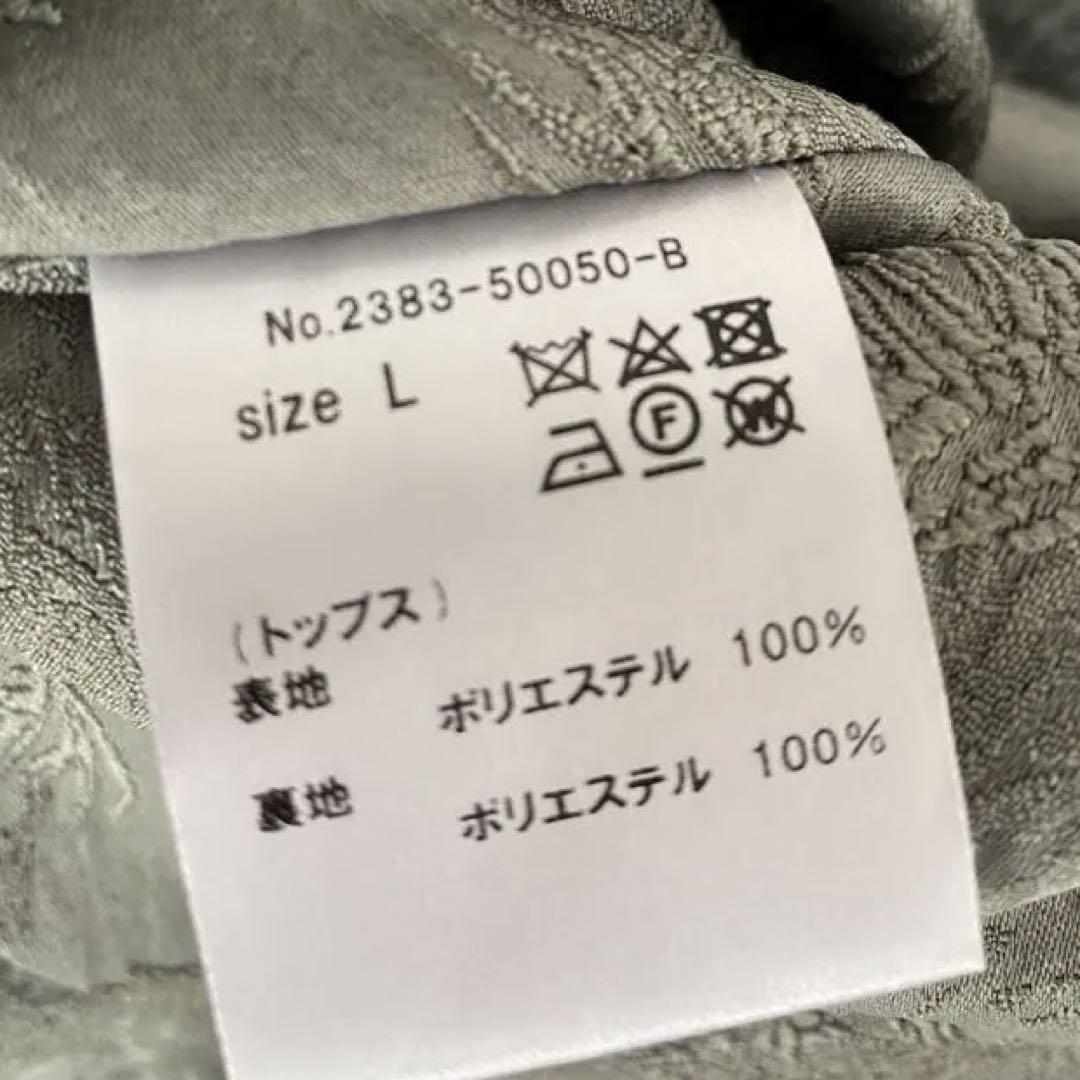 No.2383-50050-B
size L
F W
(トップス)
表地 ポリエステル 100%
裏地 ポリエステル 100%